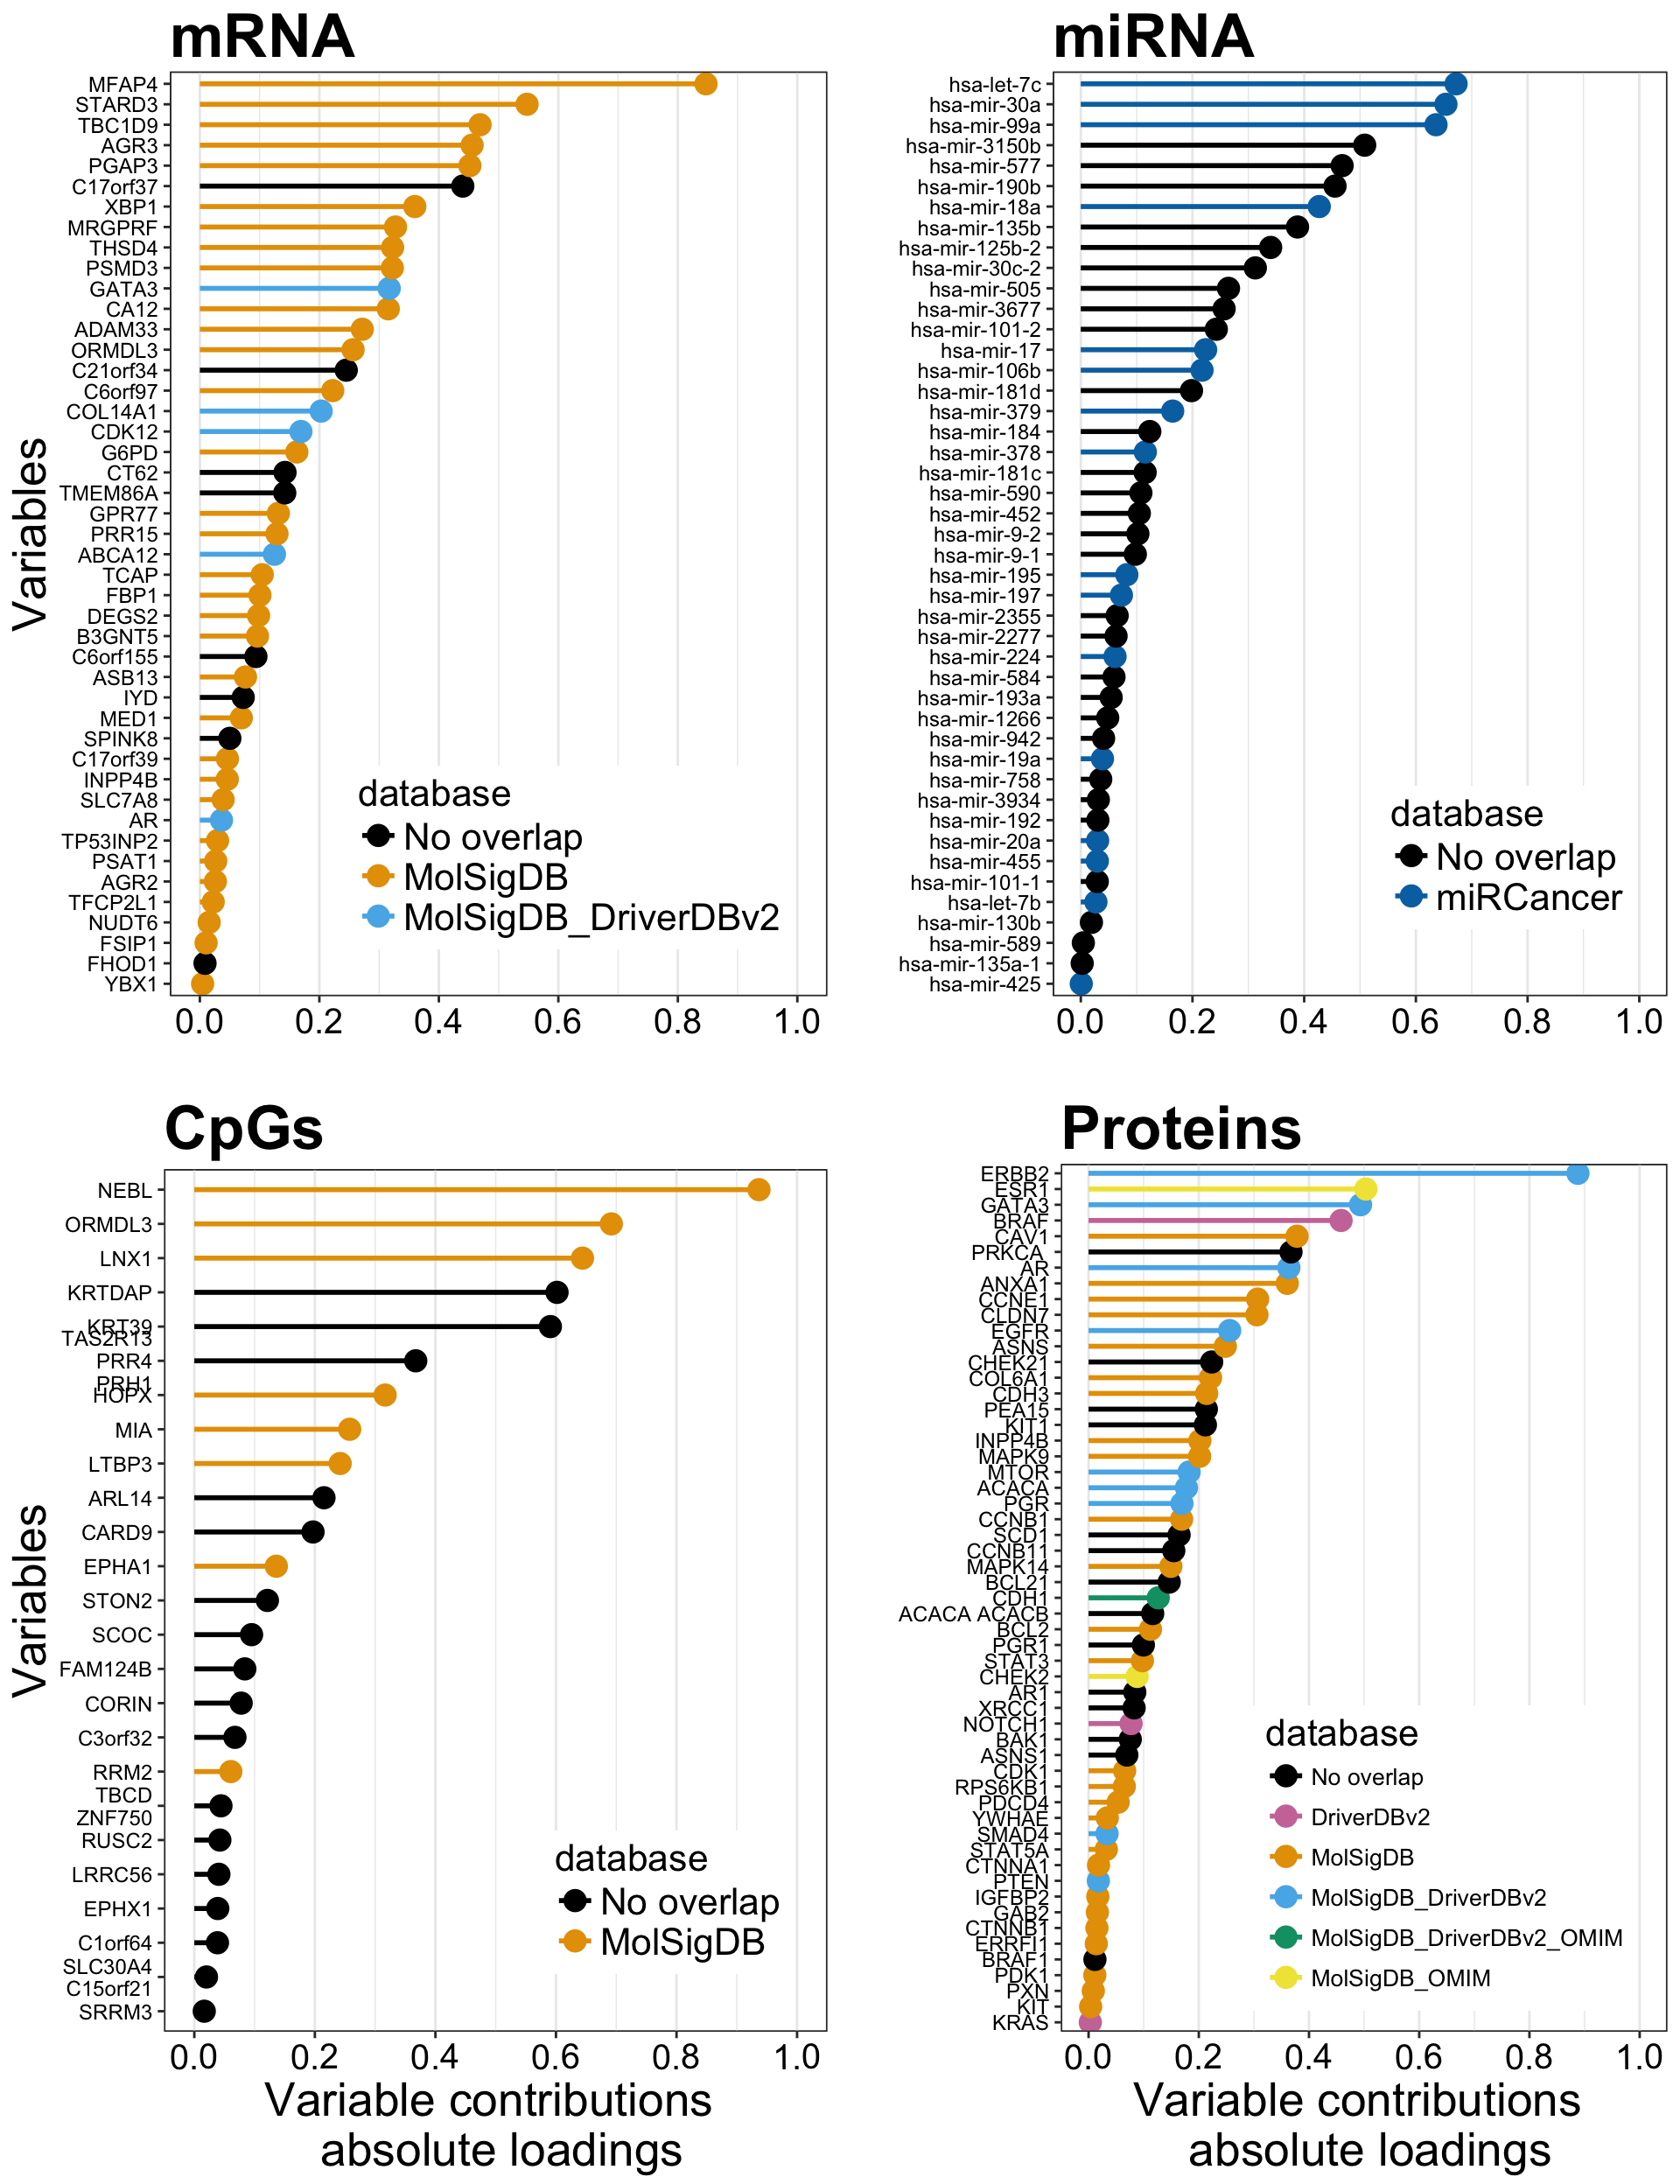 mRNA
MFAP4
STARD3
TBC1D9
AGR3
PGAP3
C17orf37
XBP1
MRGPRF
THSD4
PSMD3
GATA3
CA12
ADAM33
ORMDL3
C21orf34
C6orf97
COL14A1
CDK12
G6PD
CT62
TMEM86A
GPR77
PRR15
ABCA12
TCAP
FBP1
DEGS2
B3GNT5
C6orf155
ASB13
IYD
MED1
SPINK8
C17orf39
INPP4B
SLC7A8
AR
TP53INP2
PSAT1
AGR2
TFCP2L1
NUDT6
FSIP1
FHOD1
YBX1
Variables
database
No overlap
MolSigDB
MolSigDB_DriverDBv2
0.0 0.2 0.4 0.6 0.8 1.0
miRNA
hsa-let-7c
hsa-mir-30a
hsa-mir-99a
hsa-mir-3150b
hsa-mir-577
hsa-mir-190b
hsa-mir-18a
hsa-mir-135b
hsa-mir-125b-2
hsa-mir-30c-2
hsa-mir-505
hsa-mir-3677
hsa-mir-101-2
hsa-mir-17
hsa-mir-106b
hsa-mir-181d
hsa-mir-379
hsa-mir-184
hsa-mir-378
hsa-mir-181c
hsa-mir-590
hsa-mir-452
hsa-mir-9-2
hsa-mir-9-1
hsa-mir-195
hsa-mir-197
hsa-mir-2355
hsa-mir-2277
hsa-mir-224
hsa-mir-584
hsa-mir-193a
hsa-mir-1266
hsa-mir-942
hsa-mir-19a
hsa-mir-758
hsa-mir-3934
hsa-mir-192
hsa-mir-20a
hsa-mir-455
hsa-mir-101-1
hsa-let-7b
hsa-mir-130b
hsa-mir-589
hsa-mir-135a-1
hsa-mir-425
database
No overlap
miRCancer
0.0 0.2 0.4 0.6 0.8 1.0
CpGs
NEBL
ORMDL3
LNX1
KRTDAP
KRT39
TAS2R13
PRR4
PRH1
HOPX
MIA
LTBP3
ARL14
CARD9
EPHA1
STON2
SCOC
FAM124B
CORIN
C3orf32
RRM2
TBCD
ZNF750
RUSC2
LRRC56
EPHX1
C1orf64
SLC30A4
C15orf21
SRRM3
Variables
database
No overlap
MolSigDB
0.0 0.2 0.4 0.6 0.8 1.0
Variable contributions
absolute loadings
Proteins
ERBB2
ESR1
GATA3
BRAF
CAV1
PRKCA
AR
ANXA1
CCNE1
CLDN7
EGFR
ASNS
CHEK21
COL6A1
CDH3
PEA15
KIT1
INPP4B
MAPK9
MTOR
ACACA
PGR
CCNB1
SCD1
CCNB11
MAPK14
BCL21
CDH1
ACACA ACACB
BCL2
PGR1
STAT3
CHEK2
AR1
XRCC1
NOTCH1
BAK1
ASNS1
CDK1
RPS6KB1
PDCD4
YWHAE
SMAD4
STAT5A
CTNNA1
PTEN
IGFBP2
GAB2
CTNNB1
ERRFI1
BRAF1
PDK1
PXN
KIT
KRAS
database
No overlap
DriverDBv2
MolSigDB
MolSigDB_DriverDBv2
MolSigDB_DriverDBv2_OMIM
MolSigDB_OMIM
0.0 0.2 0.4 0.6 0.8 1.0
Variable contributions
absolute loadings